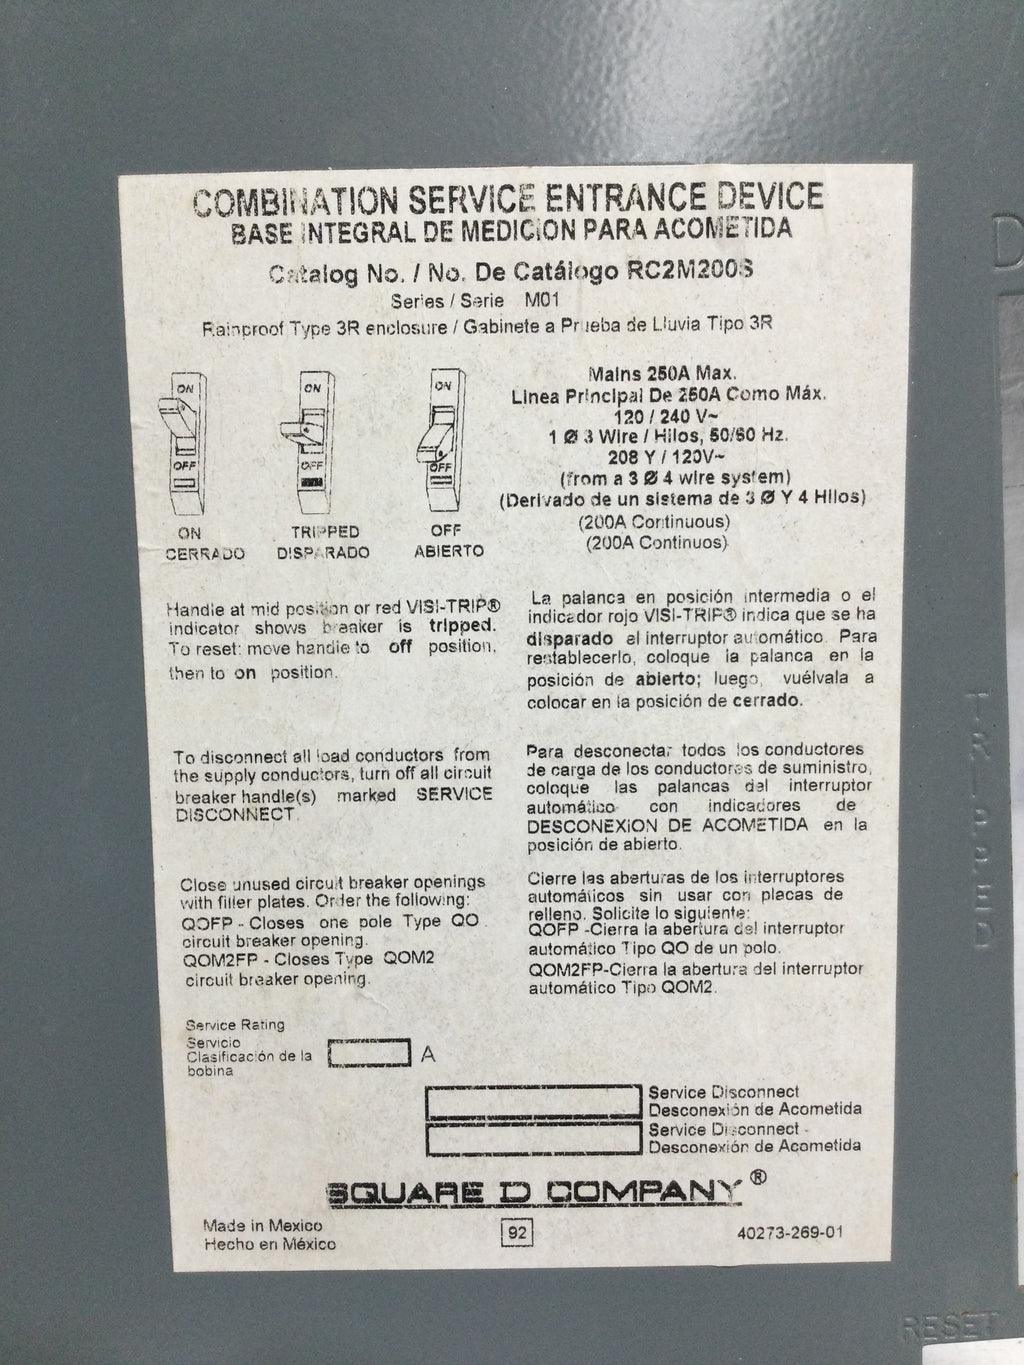 COMBINATION SERVICE ENTRANCE DEVICE
BASE INTEGRAL DE MEDICION PARA ACOMETIDA
Catalog No. / No. De Catálogo RC2M200S
Series / Serie M01
Rainproof Type 3R enclosure / Gabinete a Prueba de Lluvia Tipo 3R
ON
OFF
ON
CERRADO
ON
OFF
TRIPPED
DISPARADO
ON
OFF
OFF
ABIERTO
Mains 250A Max.
Linea Principal De 250A Como Máx.
120 / 240 V~
1 Ø 3 Wire / Hilos, 50/60 Hz.
208 Y / 120V~
(from a 3 Ø 4 wire system)
(Derivado de un sistema de 3 Ø Y 4 Hilos)
(200A Continuous)
(200A Continuos)
Handle at mid position or red VISI-TRIP®
indicator shows breaker is tripped.
To reset: move handle to off position,
then to on position.
La palanca en posición intermedia o el
indicador rojo VISI-TRIP® indica que se ha
disparado el interruptor automático. Para
restablecerlo, coloque la palanca en la
posición de abierto; luego, vuélvala a
colocar en la posición de cerrado.
To disconnect all load conductors from
the supply conductors, turn off all circuit
breaker handle(s) marked SERVICE
DISCONNECT.
Para desconectar todos los conductores
de carga de los conductores de suministro,
coloque las palancas del interruptor
automático con indicadores de
DESCONEXION DE ACOMETIDA en la
posición de abierto.
Close unused circuit breaker openings
with filler plates. Order the following:
QOFP - Closes one pole Type QO
circuit breaker opening.
QOM2FP - Closes Type QOM2
circuit breaker opening.
Cierre las aberturas de los interruptores
automáticos sin usar con placas de
relleno. Solicite lo siguiente:
QOFP -Cierra la abertura del interruptor
automático Tipo QO de un polo.
QOM2FP-Cierra la abertura del interruptor
automático Tipo QOM2.
Service Rating
Servicio
Clasificación de la
bobina
A
Service Disconnect
Desconexión de Acometida
Service Disconnect -
Desconexión de Acometida
SQUARE D COMPANY®
Made in Mexico
Hecho en México
92
40273-269-01
D
TRIPPED
RESET